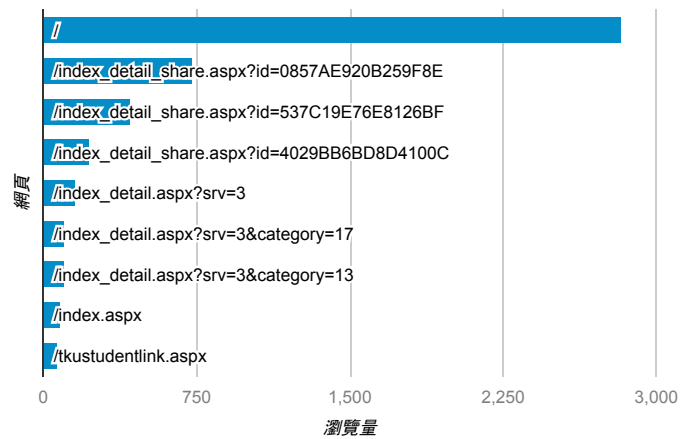 /
/index_detail_share.aspx?id=0857AE920B259F8E
/index_detail_share.aspx?id=537C19E76E8126BF
/index_detail_share.aspx?id=4029BB6BD8D4100C
/index_detail.aspx?srv=3
/index_detail.aspx?srv=3&category=17
/index_detail.aspx?srv=3&category=13
/index.aspx
/tkustudentlink.aspx
網頁
0 750 1,500 2,250 3,000
瀏覽量